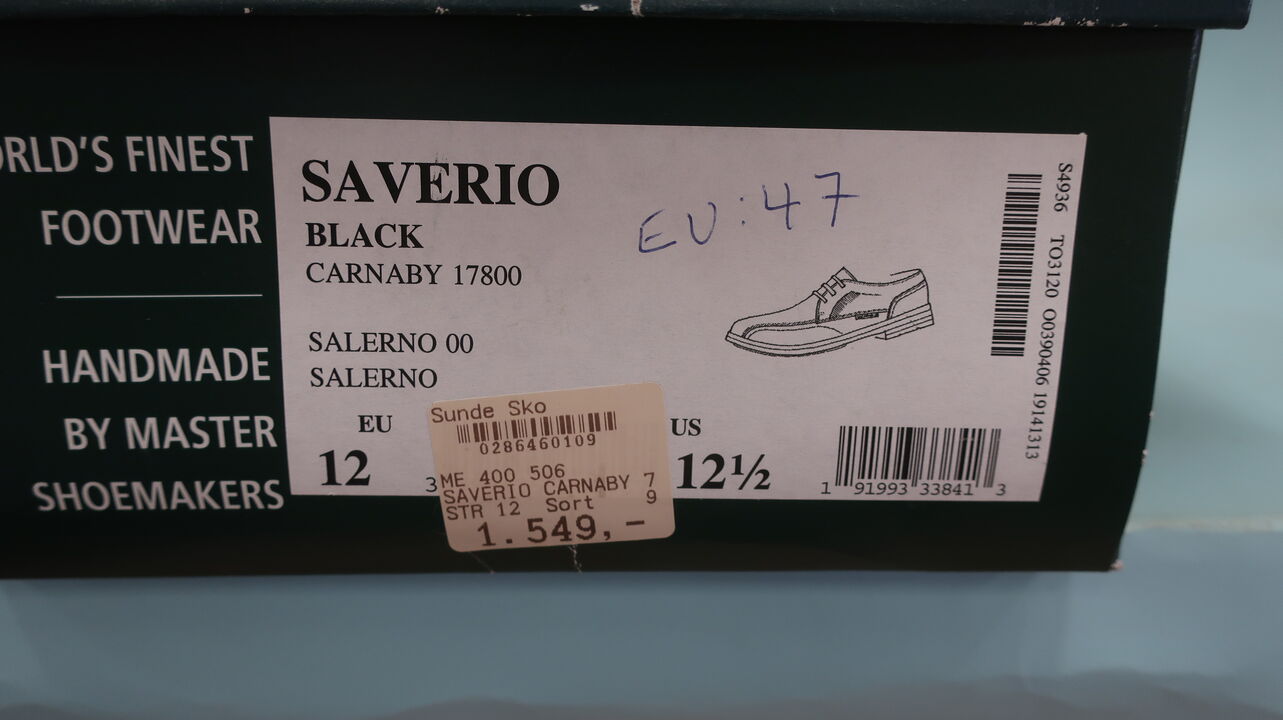 FINEST
FOOTWEAR
HANDMADE
BY MASTER
SHOEMAKERS
SAVERIO
BLACK
CARNABY 17800
SALERNO 00
SALERNO
EU
12
EU:47
US
12½
Sunde Sko
0286460109
ME 400 506
SAVERIO CARNABY 7
STR 12 Sort 9
1.549,-
1 91993 33841 3
S4936 TO3120 O0390406 19141313